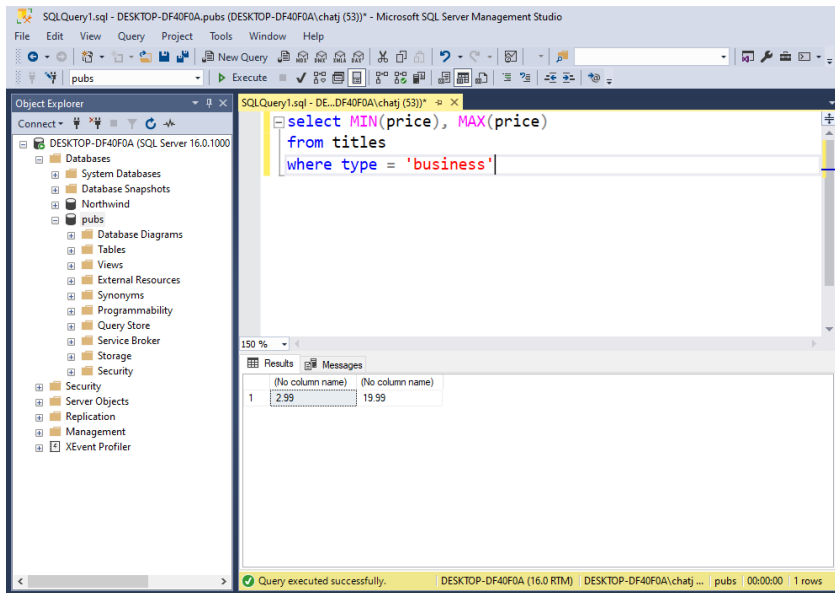 SQLQuery1.sql - DESKTOP-DF40F0A.pubs (DESKTOP-DF40F0A\chatj (53))* - Microsoft SQL Server Management Studio
File Edit View Query Project Tools Window Help
New Query
pubs Execute
Object Explorer
SQLQuery1.sql - DE...DF40F0A\chatj (53))*
Connect
DESKTOP-DF40F0A (SQL Server 16.0.1000
Databases
System Databases
Database Snapshots
Northwind
pubs
Database Diagrams
Tables
Views
External Resources
Synonyms
Programmability
Query Store
Service Broker
Storage
Security
Security
Server Objects
Replication
Management
XEvent Profiler
select MIN(price), MAX(price)
from titles
where type = 'business'
150 %
Results Messages
(No column name) (No column name)
1 2.99 19.99
Query executed successfully. DESKTOP-DF40F0A (16.0 RTM) DESKTOP-DF40F0A\chatj ... pubs 00:00:00 1 rows